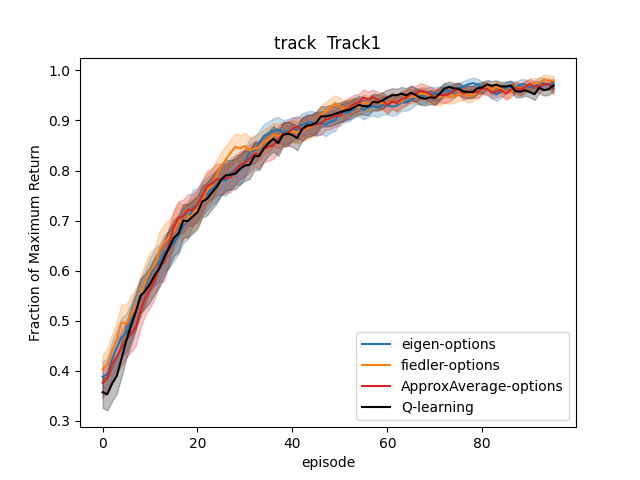 track  Track1
Fraction of Maximum Return
1.0
0.9
0.8
0.7
0.6
0.5
0.4
0.3
eigen-options
fiedler-options
ApproxAverage-options
Q-learning
0
20
40
60
80
episode